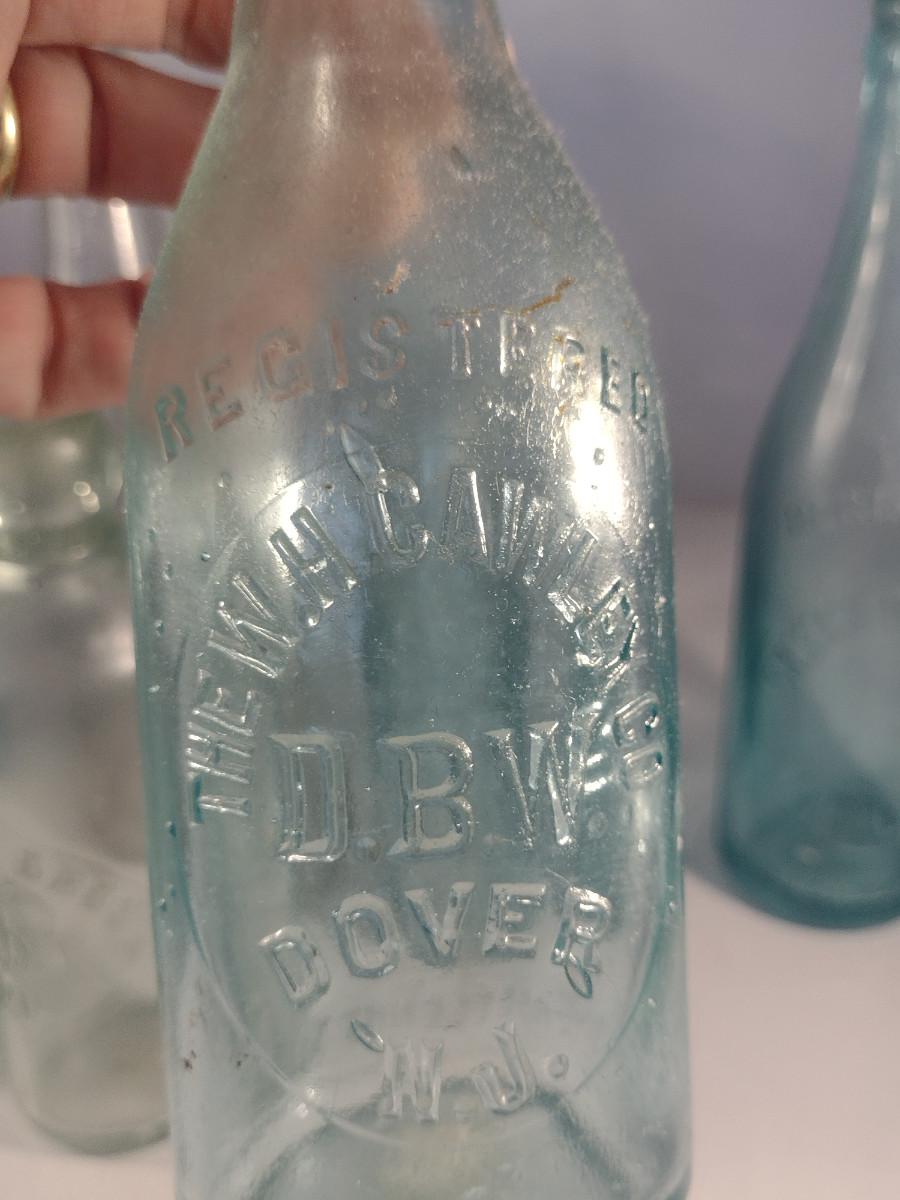 REGISTERED
THE W.H. CAWLEY CO
D.B.W.
DOVER
N.J.